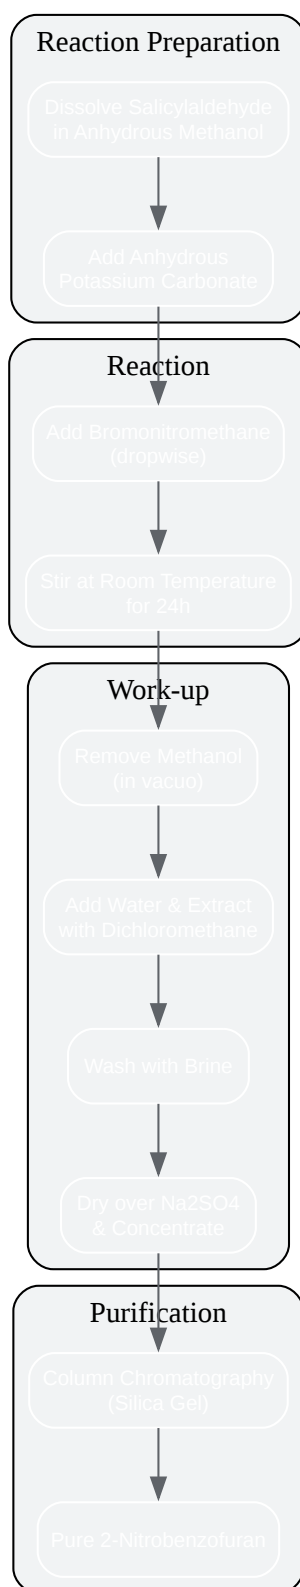 Reaction Preparation
Dissolve Salicylaldehyde
in Anhydrous Methanol
Add Anhydrous
Potassium Carbonate
Reaction
Add Bromonitromethane
(dropwise)
Stir at Room Temperature
for 24h
Work-up
Remove Methanol
(in vacuo)
Add Water & Extract
with Dichloromethane
Wash with Brine
Dry over Na2SO4
& Concentrate
Purification
Column Chromatography
(Silica Gel)
Pure 2-Nitrobenzofuran